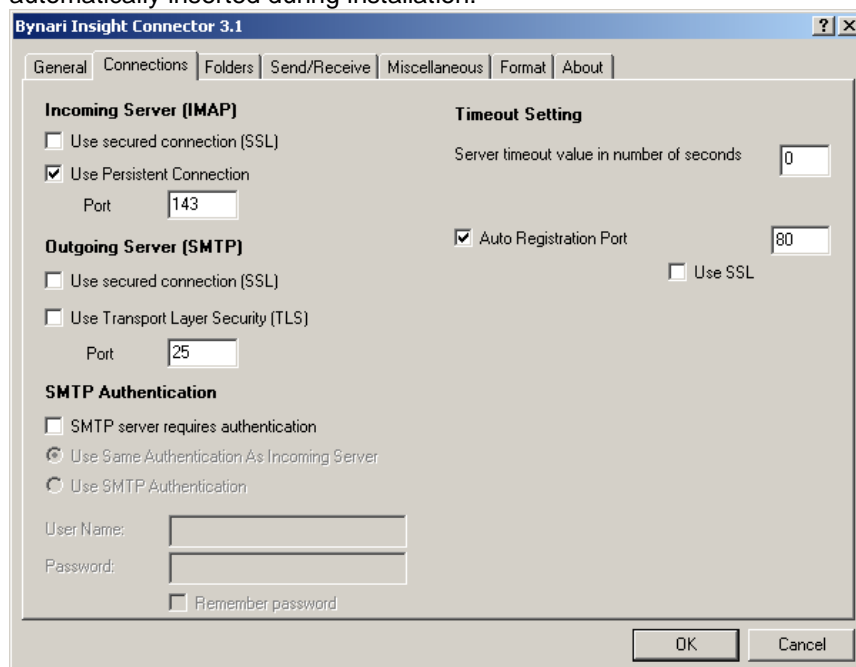 automatically inserted during installation.
Bynari Insight Connector 3.1
General Connections Folders Send/Receive Miscellaneous Format About
Incoming Server (IMAP)
Use secured connection (SSL)
Use Persistent Connection
Port 143
Outgoing Server (SMTP)
Use secured connection (SSL)
Use Transport Layer Security (TLS)
Port 25
SMTP Authentication
SMTP server requires authentication
Use Same Authentication As Incoming Server
Use SMTP Authentication
User Name:
Password:
Remember password
Timeout Setting
Server timeout value in number of seconds 0
Auto Registration Port 80
Use SSL
OK Cancel